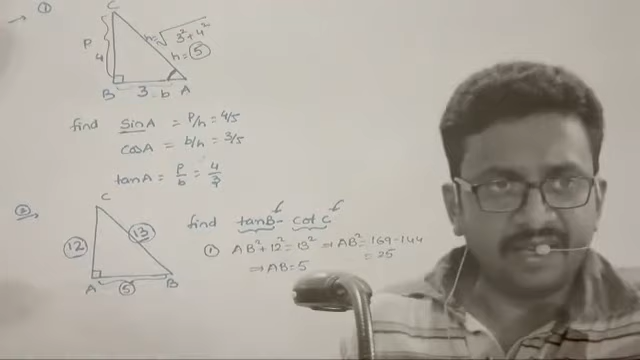 ① C
P
4
h=√3²+4²
h=⑤
B 3=b A
find SinA = P/h = 4/5
cosA = b/h = 3/5
tanA = P/b = 4/3
② C
find tanB - cot C
⑫ ⑬
① AB²+12²=13² ⇒ AB²=169-144
=25
⇒ AB=5
A ⑤ B